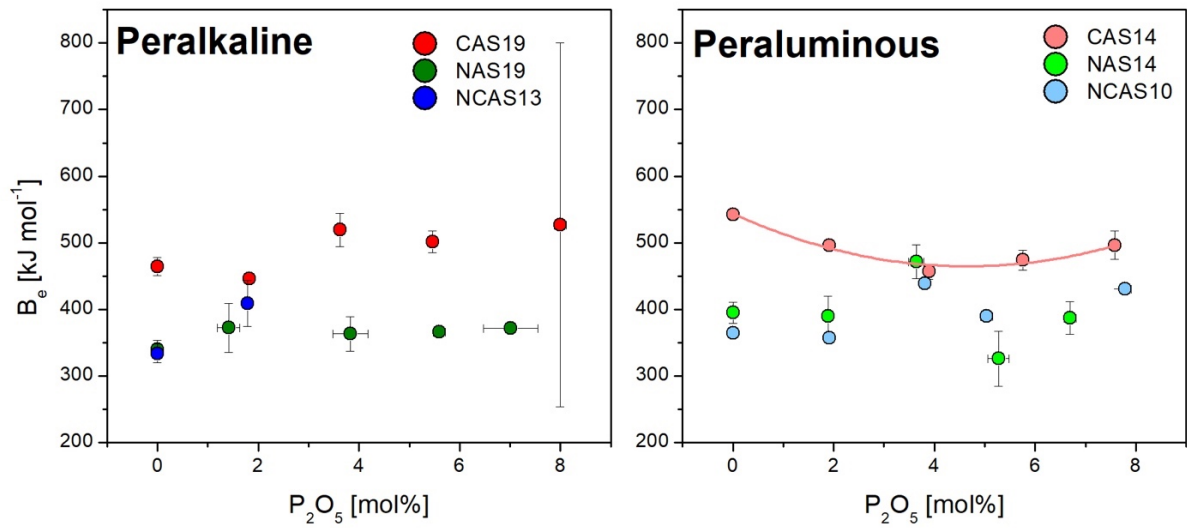 Peralkaline
CAS19
NAS19
NCAS13
800
700
600
500
400
300
200
B_e [kJ mol⁻¹]
0 2 4 6 8
P₂O₅ [mol%]
Peraluminous
CAS14
NAS14
NCAS10
800
700
600
500
400
300
200
0 2 4 6 8
P₂O₅ [mol%]